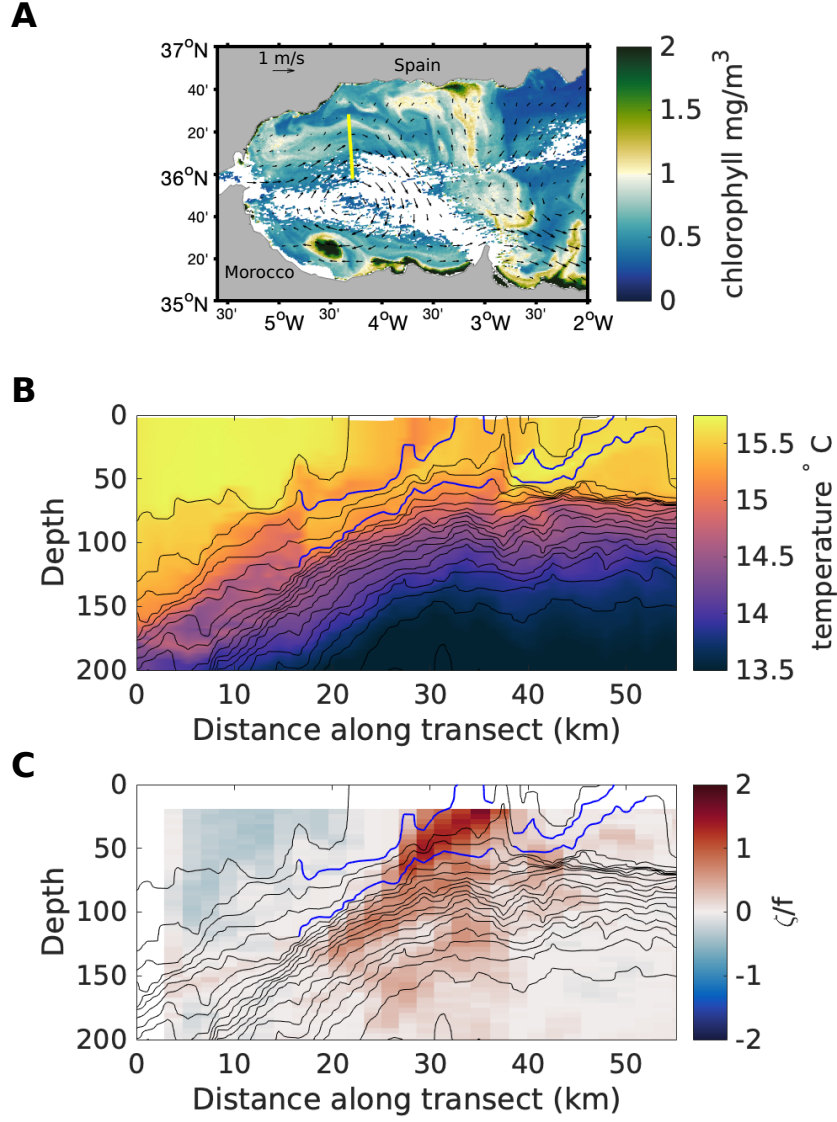 A
37°N
1 m/s
Spain
40'
20'
36°N
40'
20'
Morocco
35°N
30' 5°W 30' 4°W 30' 3°W 30' 2°W
2
1.5
1
0.5
0
chlorophyll mg/m³
B
0
50
100
150
200
Depth
0 10 20 30 40 50
Distance along transect (km)
15.5
15
14.5
14
13.5
temperature ° C
C
0
50
100
150
200
Depth
0 10 20 30 40 50
Distance along transect (km)
2
1
0
-1
-2
ζ/f